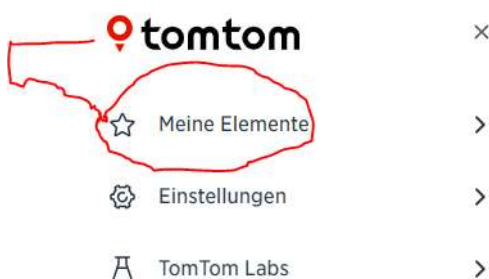 tomtom
Meine Elemente
Einstellungen
TomTom Labs